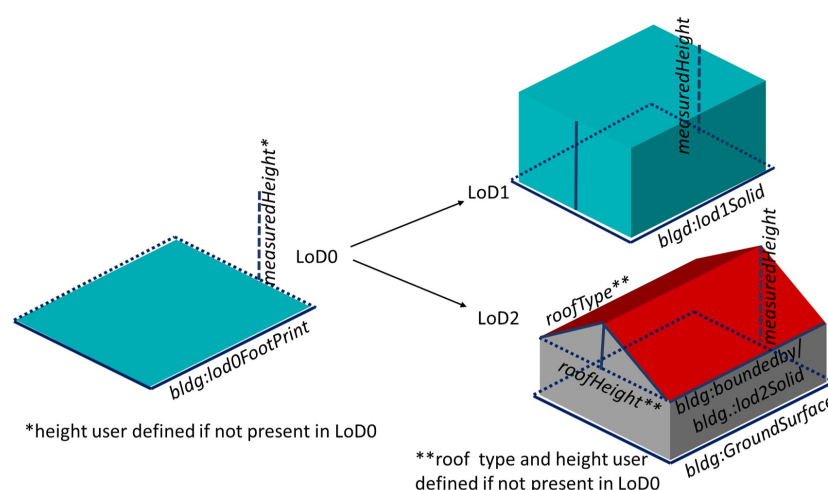 measuredHeight*
LoD0
bldg:lod0FootPrint
*height user defined if not present in LoD0
measuredHeight
LoD1
blgd:lod1Solid
LoD2
roofType**
measuredHeight
roofHeight**
bldg:boundedby/
bldg.:lod2Solid
bldg:GroundSurface
**roof type and height user
defined if not present in LoD0